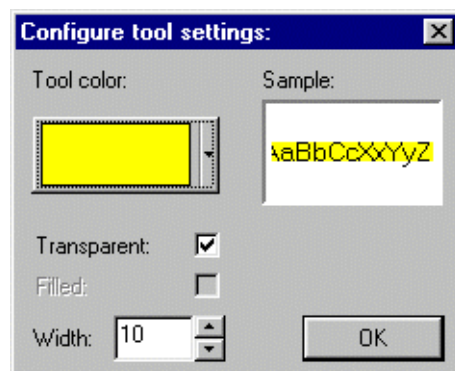 Configure tool settings:
Tool color: Sample:
AaBbCcXxYyZ
Transparent:
Filled:
Width: 10 OK